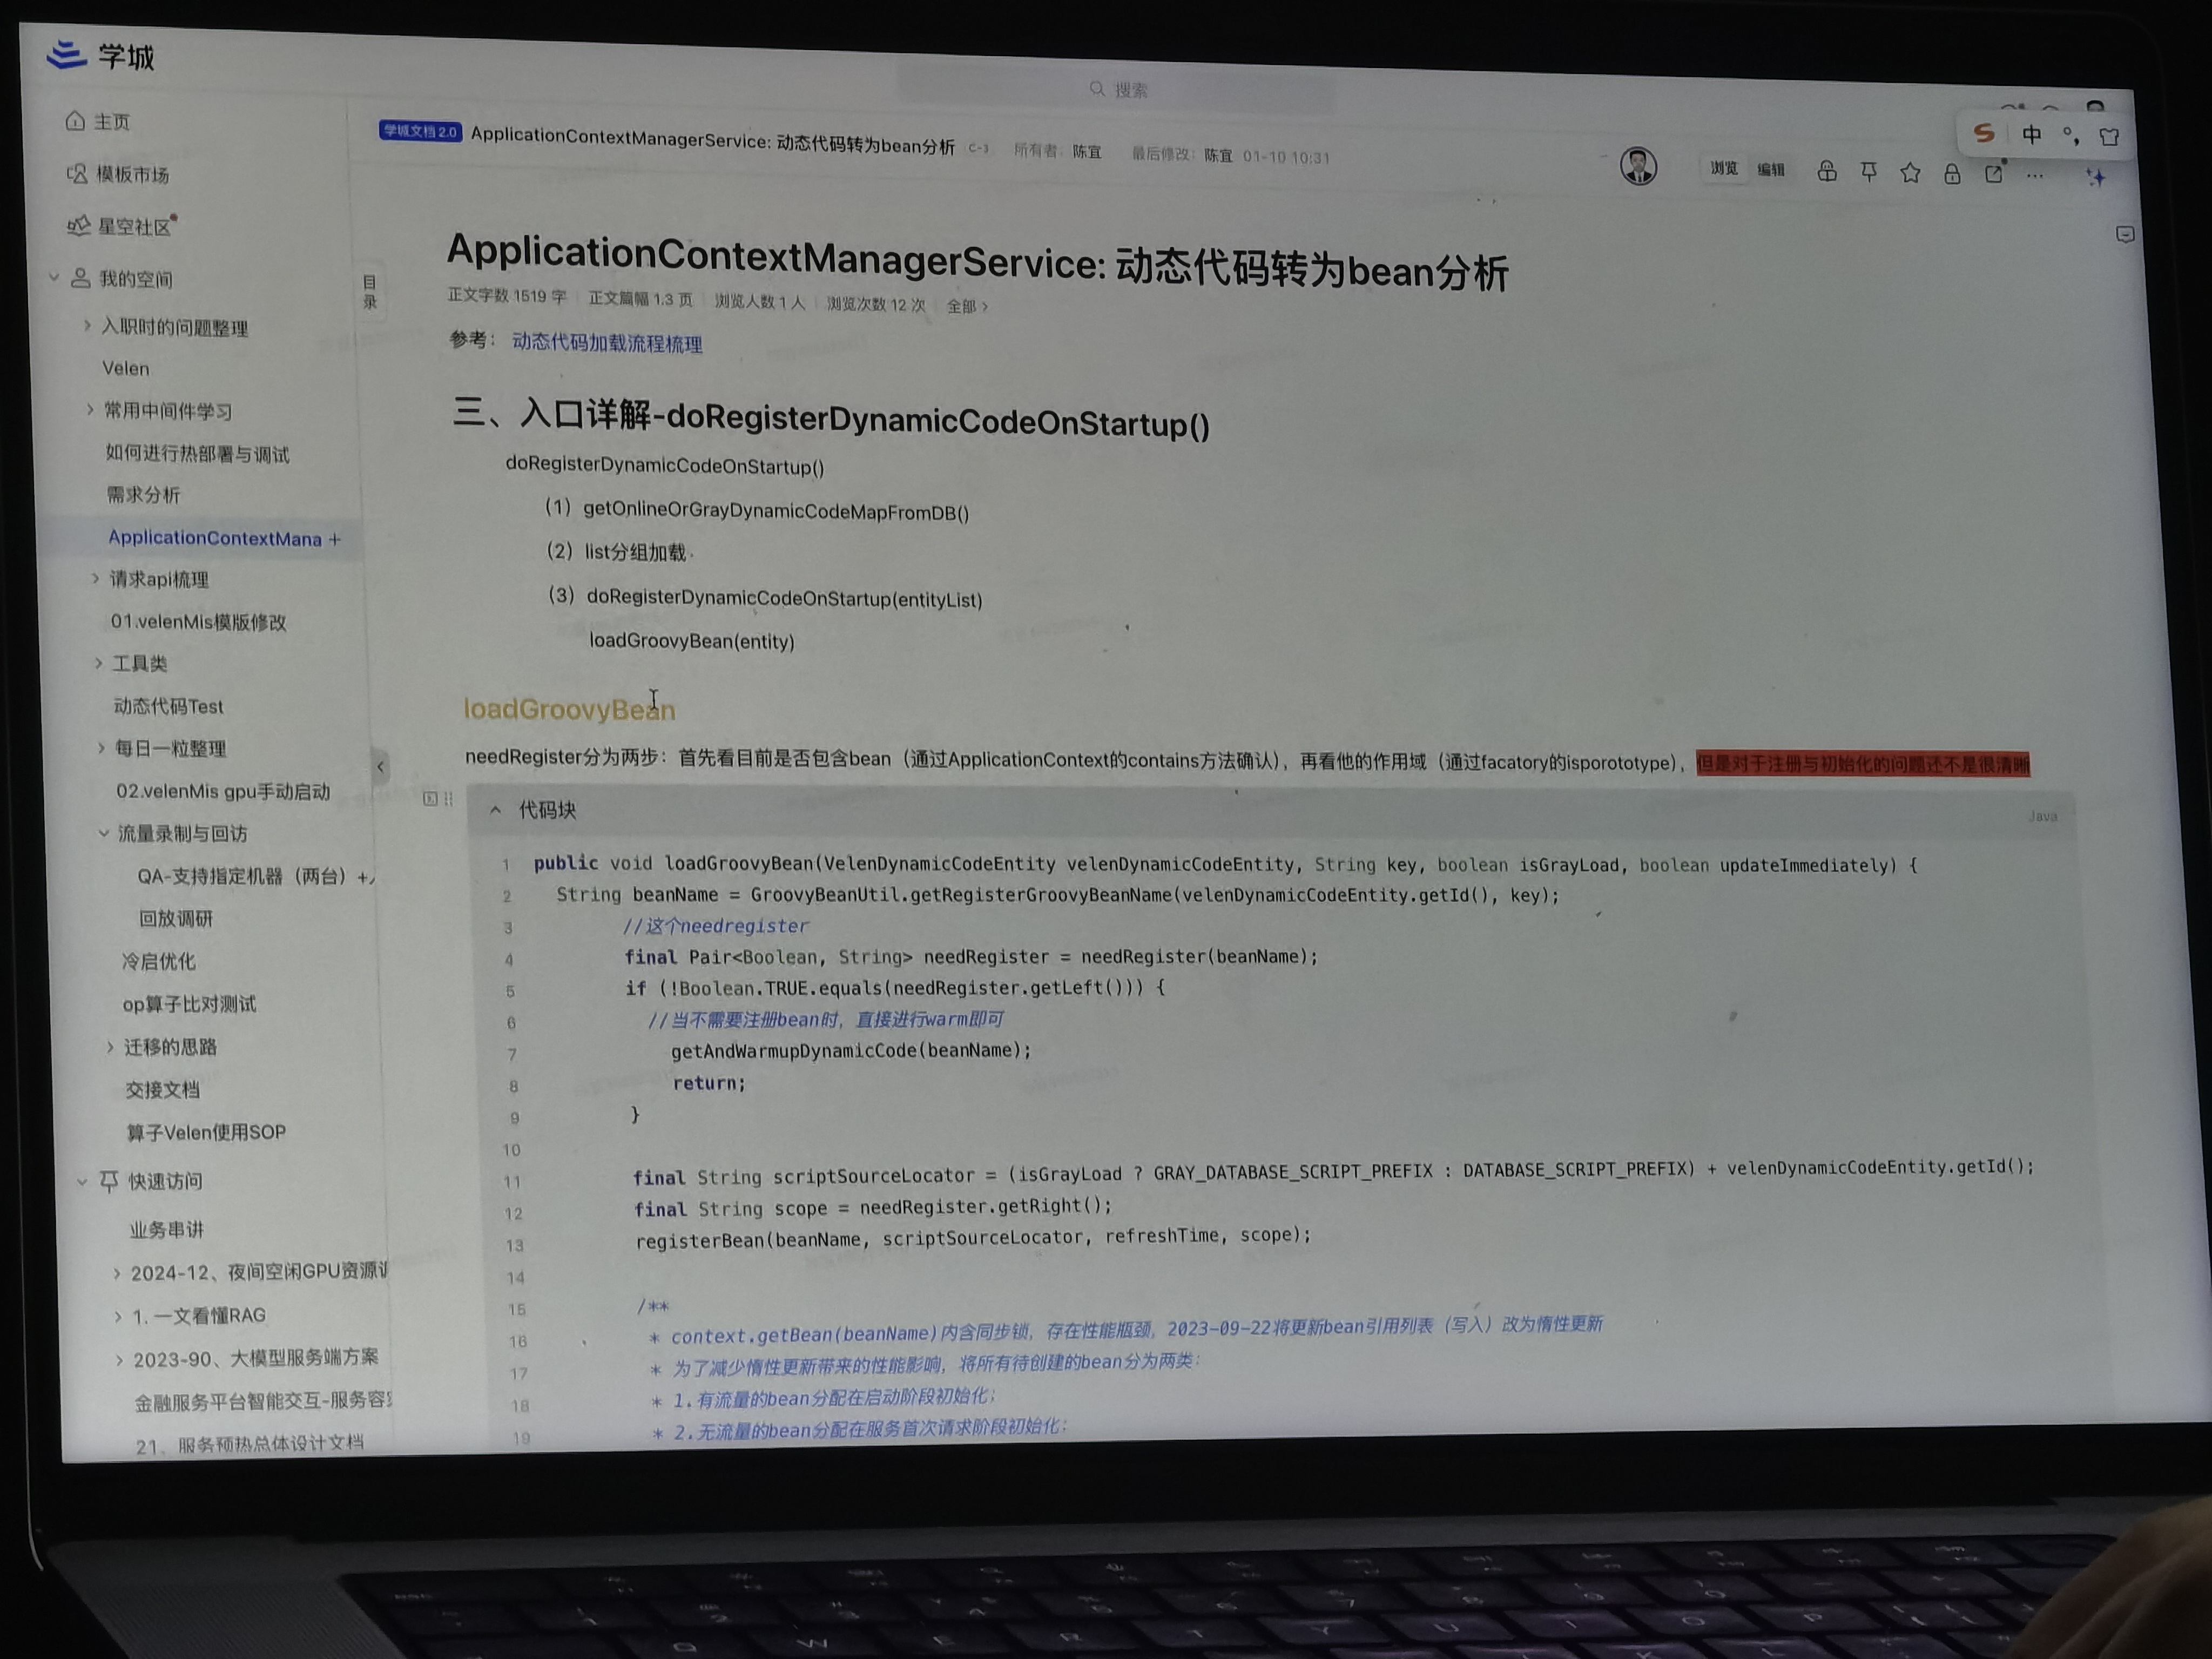 学城
搜索
中
主页
模板市场
星空社区
我的空间
入职时的问题整理
Velen
常用中间件学习
如何进行热部署与调试
需求分析
ApplicationContextMana +
请求api梳理
01.velenMis模版修改
工具类
动态代码Test
每日一粒整理
02.velenMis gpu手动启动
流量录制与回访
QA-支持指定机器（两台）+
回放调研
冷启优化
op算子比对测试
迁移的思路
交接文档
算子Velen使用SOP
快速访问
业务串讲
2024-12、夜间空闲GPU资源
1. 一文看懂RAG
2023-90、大模型服务端方案
金融服务平台智能交互-服务容
21、服务预热总体设计文档
目录
学城文档2.0 ApplicationContextManagerService: 动态代码转为bean分析 C-3 所有者: 陈宜 最后修改: 陈宜 01-10 10:31
浏览 编辑
ApplicationContextManagerService: 动态代码转为bean分析
正文字数 1519 字 正文篇幅 1.3 页 浏览人数 1 人 浏览次数 12 次 全部 >
参考： 动态代码加载流程梳理
三、入口详解-doRegisterDynamicCodeOnStartup()
doRegisterDynamicCodeOnStartup()
（1）getOnlineOrGrayDynamicCodeMapFromDB()
（2）list分组加载
（3）doRegisterDynamicCodeOnStartup(entityList)
loadGroovyBean(entity)
loadGroovyBean
needRegister分为两步：首先看目前是否包含bean（通过ApplicationContext的contains方法确认），再看他的作用域（通过facatory的isporototype），但是对于注册与初始化的问题还不是很清晰
代码块
Java
1 public void loadGroovyBean(VelenDynamicCodeEntity velenDynamicCodeEntity, String key, boolean isGrayLoad, boolean updateImmediately) {
2 String beanName = GroovyBeanUtil.getRegisterGroovyBeanName(velenDynamicCodeEntity.getId(), key);
3 //这个needregister
4 final Pair<Boolean, String> needRegister = needRegister(beanName);
5 if (!Boolean.TRUE.equals(needRegister.getLeft())) {
6 //当不需要注册bean时，直接进行warm即可
7 getAndWarmupDynamicCode(beanName);
8 return;
9 }
10
11 final String scriptSourceLocator = (isGrayLoad ? GRAY_DATABASE_SCRIPT_PREFIX : DATABASE_SCRIPT_PREFIX) + velenDynamicCodeEntity.getId();
12 final String scope = needRegister.getRight();
13 registerBean(beanName, scriptSourceLocator, refreshTime, scope);
14
15 /**
16 * context.getBean(beanName)内含同步锁，存在性能瓶颈，2023-09-22将更新bean引用列表（写入）改为惰性更新
17 * 为了减少惰性更新带来的性能影响，将所有待创建的bean分为两类：
18 * 1.有流量的bean分配在启动阶段初始化；
19 * 2.无流量的bean分配在服务首次请求阶段初始化；